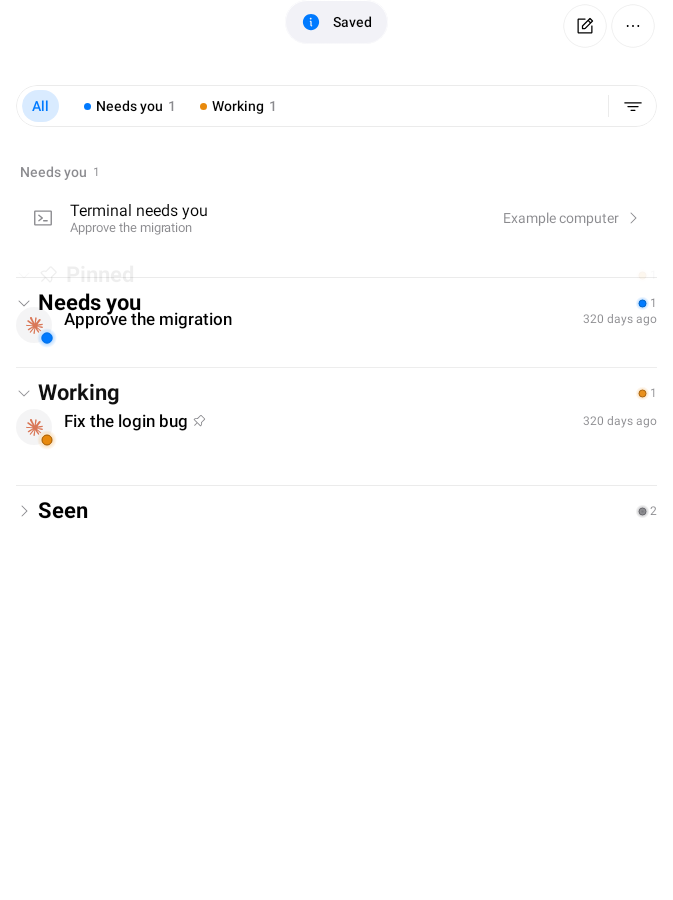 Saved
All
Needs you 1
Working 1
Needs you 1
Terminal needs you
Approve the migration
Example computer
Pinned
Needs you
1
Approve the migration
320 days ago
Working
1
Fix the login bug
320 days ago
Seen
2